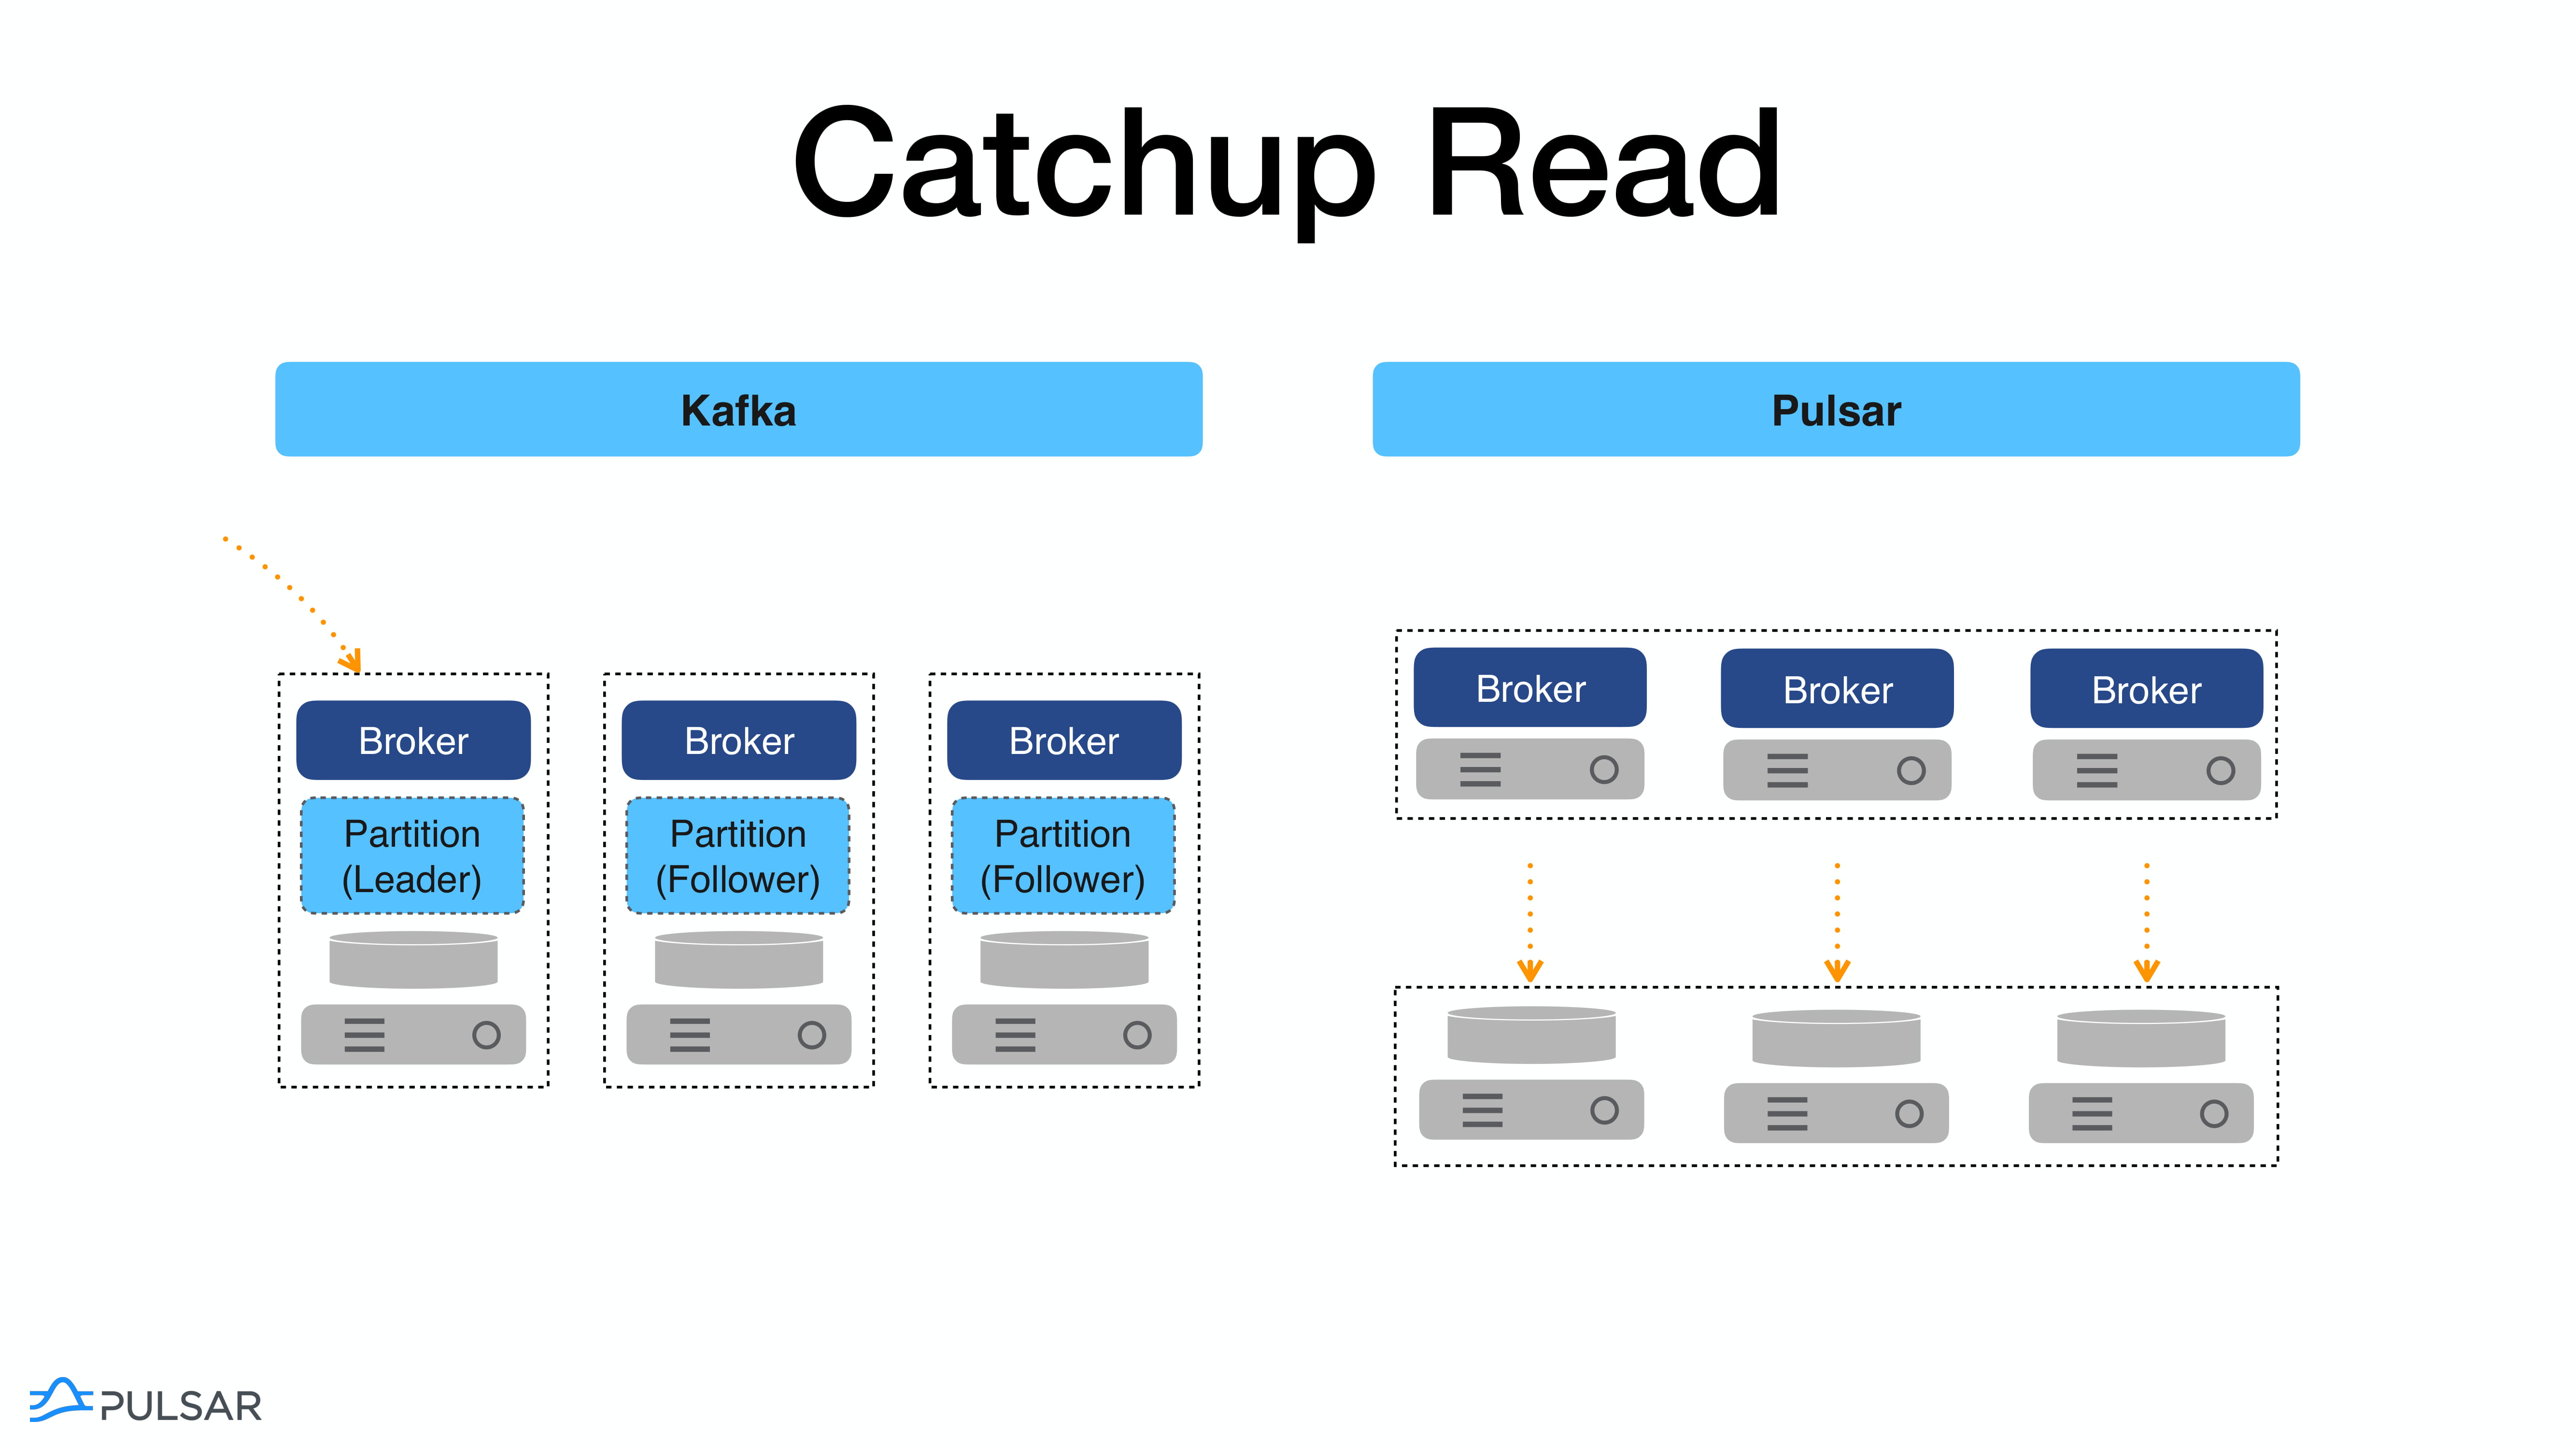 Catchup Read
Kafka
Pulsar
Broker
Broker
Broker
Partition
(Leader)
Partition
(Follower)
Partition
(Follower)
Broker
Broker
Broker
PULSAR